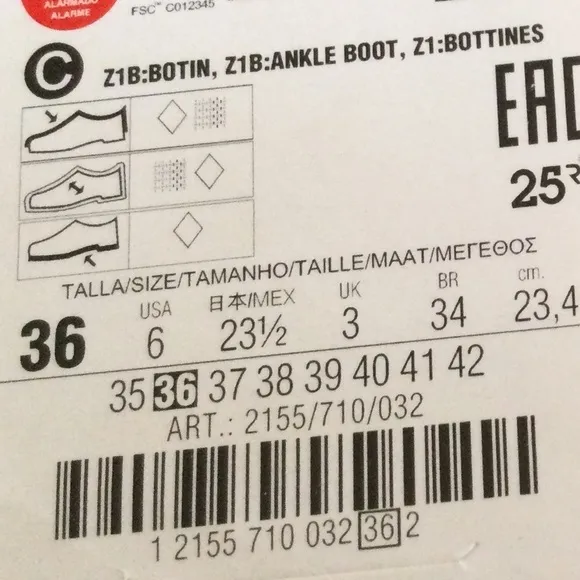 ALARMADO
ALARME
FSC™ C012345
C Z1B:BOTIN, Z1B:ANKLE BOOT, Z1:BOTTINES
EAC
25
TALLA/SIZE/TAMANHO/TAILLE/MAAT/ΜΕΓΕΘΟΣ
USA 日本/MEX UK BR cm.
36 6 23½ 3 34 23,4
35 36 37 38 39 40 41 42
ART.: 2155/710/032
1 2155 710 032 36 2